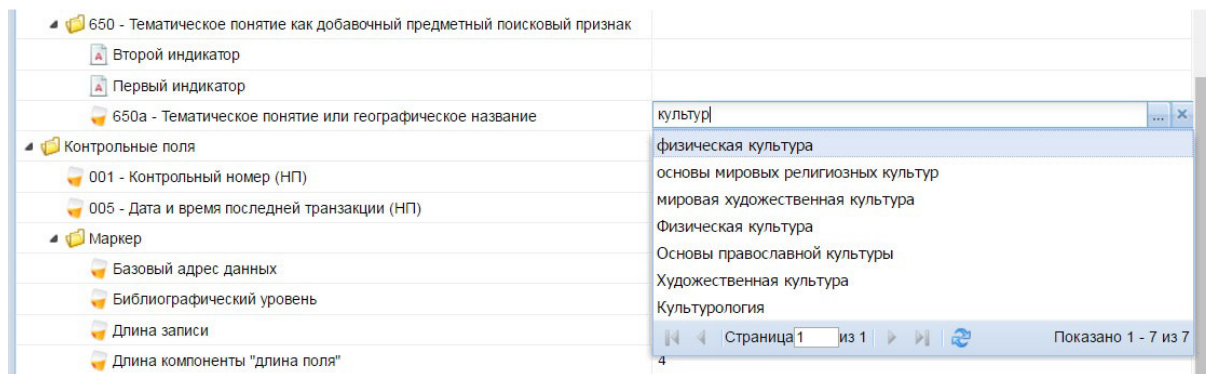 650 - Тематическое понятие как добавочный предметный поисковый признак
Второй индикатор
Первый индикатор
650a - Тематическое понятие или географическое название
культур
...
физическая культура
Контрольные поля
основы мировых религиозных культур
001 - Контрольный номер (НП)
мировая художественная культура
005 - Дата и время последней транзакции (НП)
Физическая культура
Маркер
Основы православной культуры
Базовый адрес данных
Художественная культура
Библиографический уровень
Культурология
Длина записи
Страница 1 из 1
Показано 1 - 7 из 7
Длина компоненты "длина поля"
4